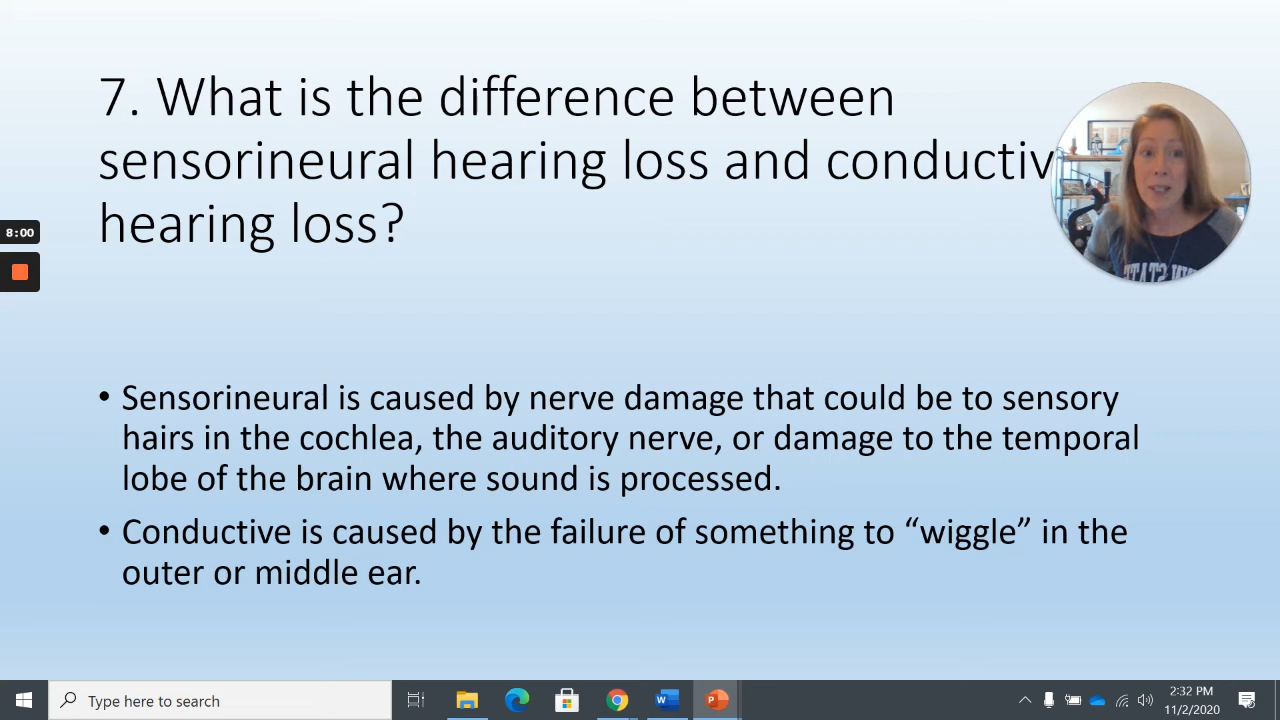 7. What is the difference between
sensorineural hearing loss and conductiv
hearing loss?
8:00
• Sensorineural is caused by nerve damage that could be to sensory
hairs in the cochlea, the auditory nerve, or damage to the temporal
lobe of the brain where sound is processed.
• Conductive is caused by the failure of something to “wiggle” in the
outer or middle ear.
Type here to search
2:32 PM
11/2/2020